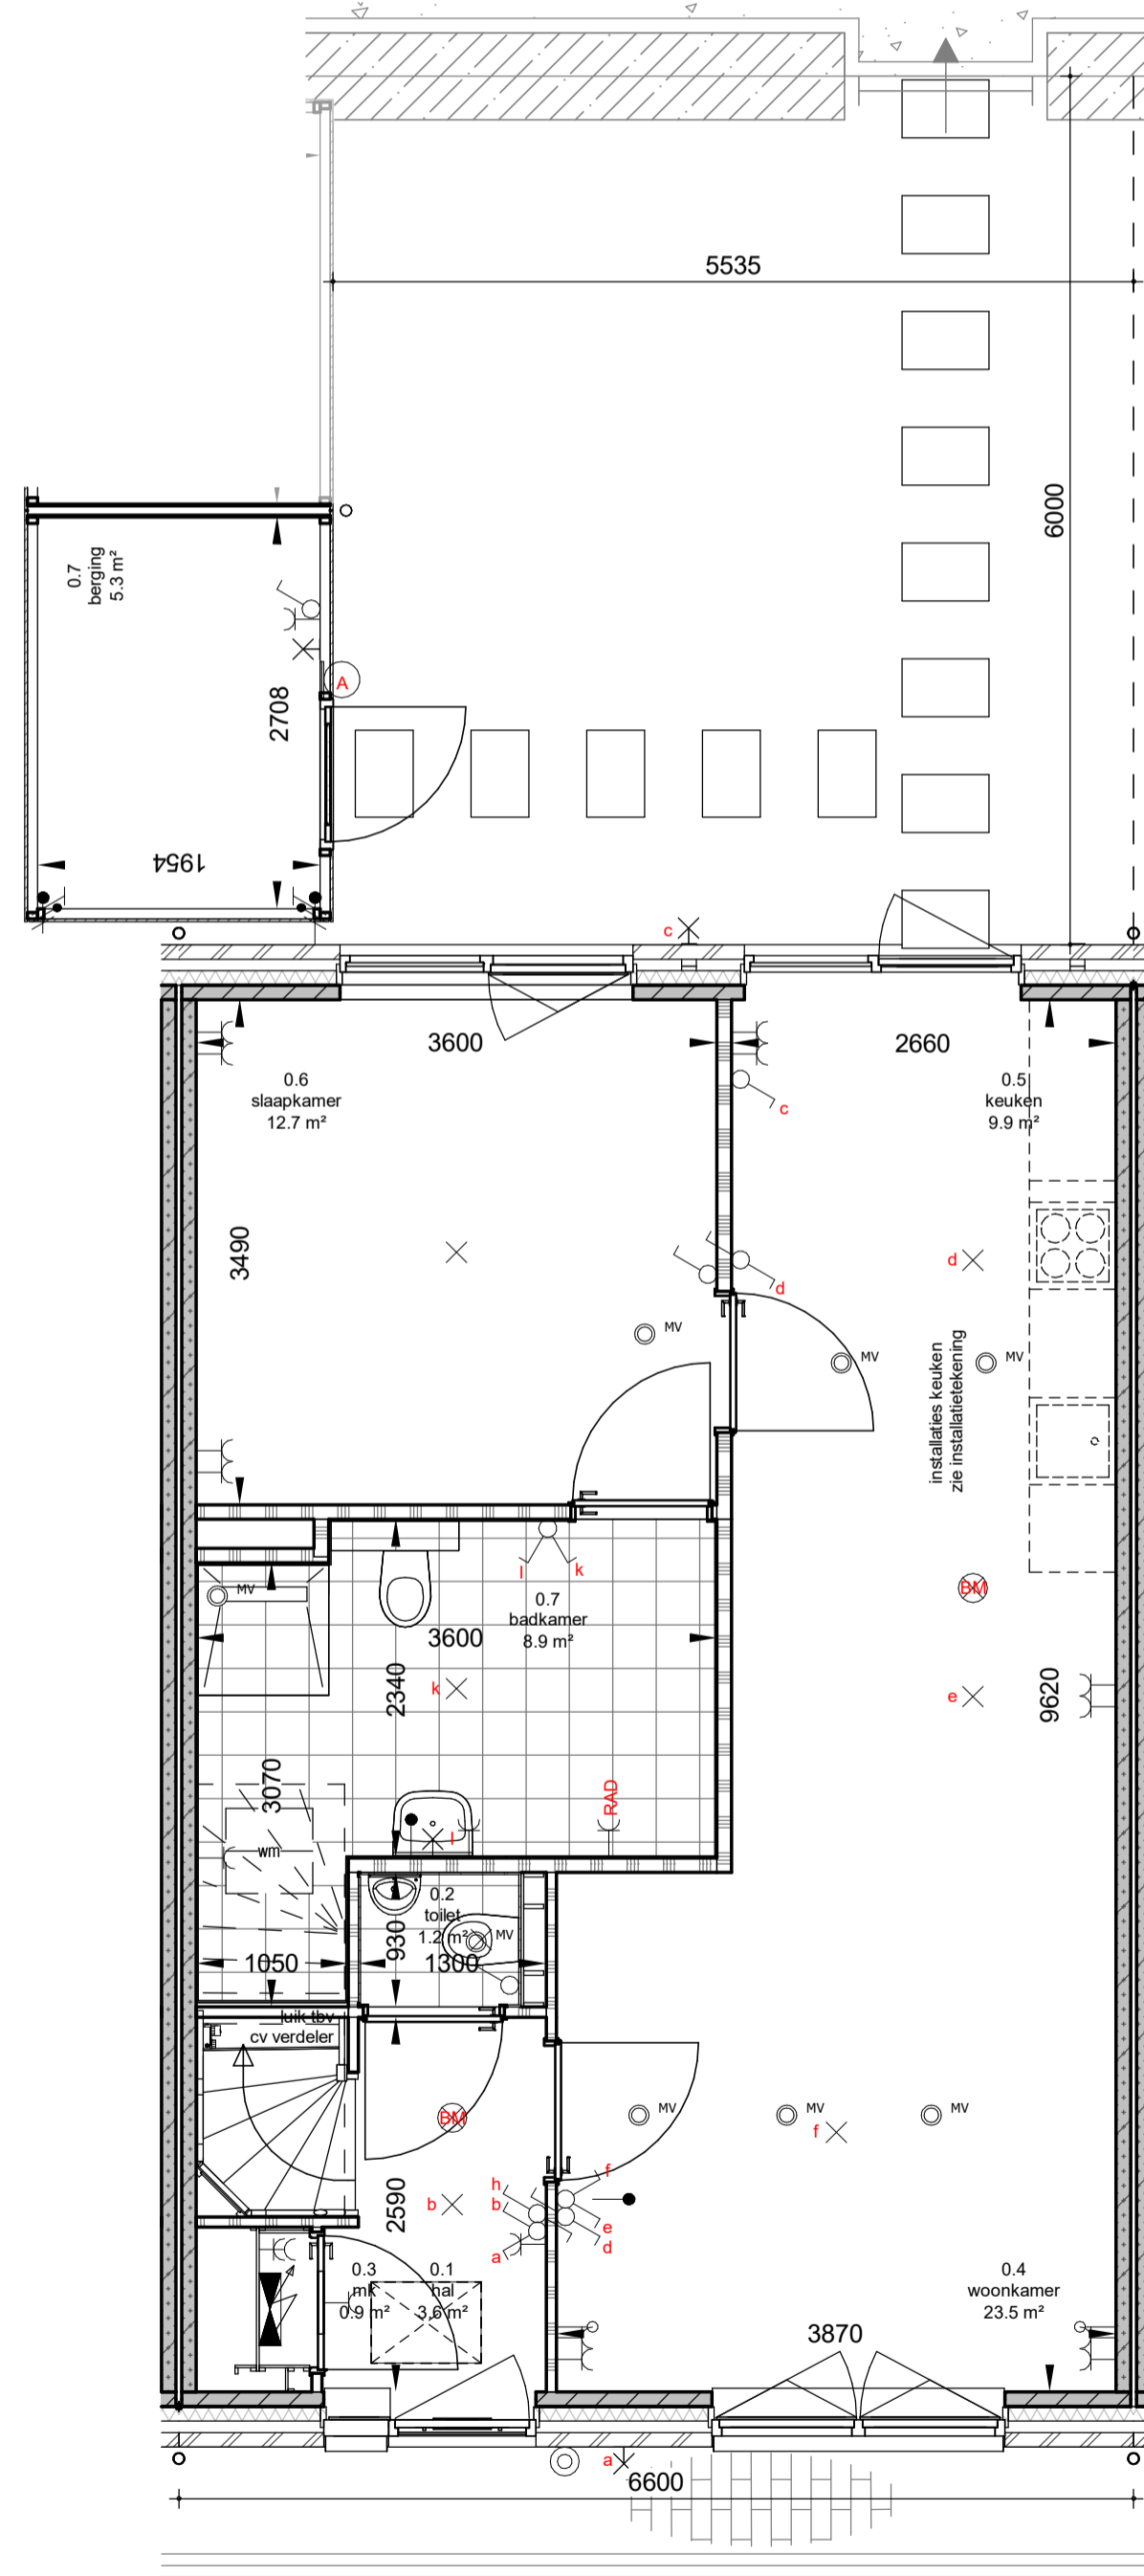 5535
6000
0.7
berging
5.3 m²
2708
A
1954
c
3600
2660
0.6
slaapkamer
12.7 m²
0.5
keuken
9.9 m²
c
3490
d
d
MV
MV
MV
installaties keuken
zie installatietekening
l
k
MV
0.7
badkamer
8.9 m²
BM
3600
2340
k
e
9620
3070
RAD
l
wm
0.2
toilet
1.2 m²
930
MV
1050
1300
luik tbv
cv verdeler
BM
MV
MV
MV
f
2590
b
h
b
a
f
e
d
0.3
mk
0.9 m²
0.1
hal
3.6 m²
0.4
woonkamer
23.5 m²
3870
a
6600